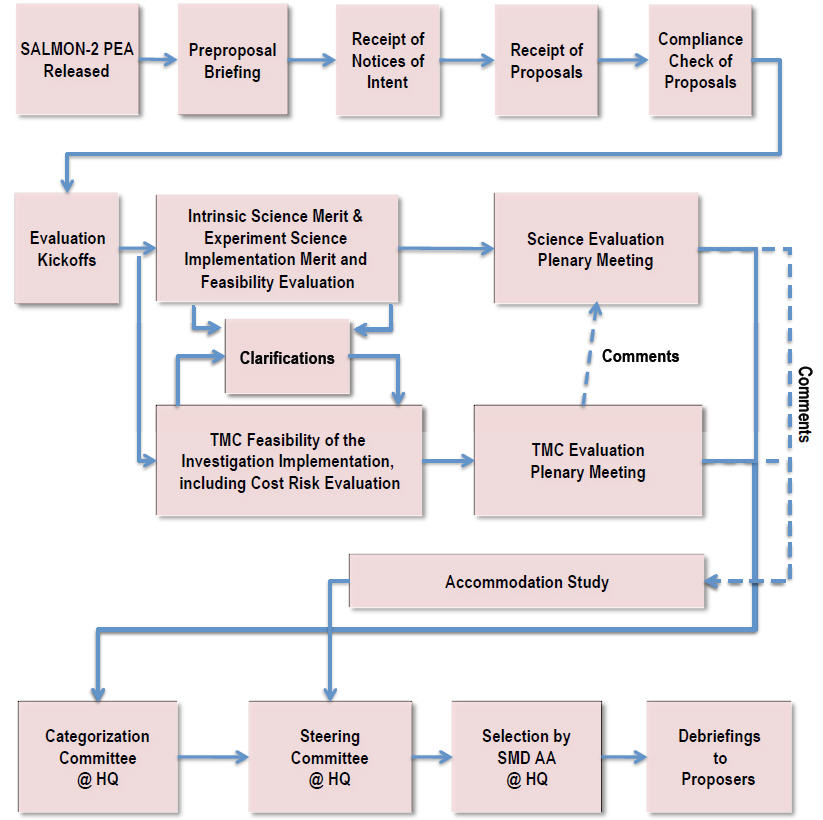 SALMON-2 PEA
Released
Preproposal
Briefing
Receipt of
Notices of
Intent
Receipt of
Proposals
Compliance
Check of
Proposals
Evaluation
Kickoffs
Intrinsic Science Merit &
Experiment Science
Implementation Merit and
Feasibility Evaluation
Science Evaluation
Plenary Meeting
Clarifications
Comments
Comments
TMC Feasibility of the
Investigation Implementation,
including Cost Risk Evaluation
TMC Evaluation
Plenary Meeting
Accommodation Study
Categorization
Committee
@ HQ
Steering
Committee
@ HQ
Selection by
SMD AA
@ HQ
Debriefings
to
Proposers